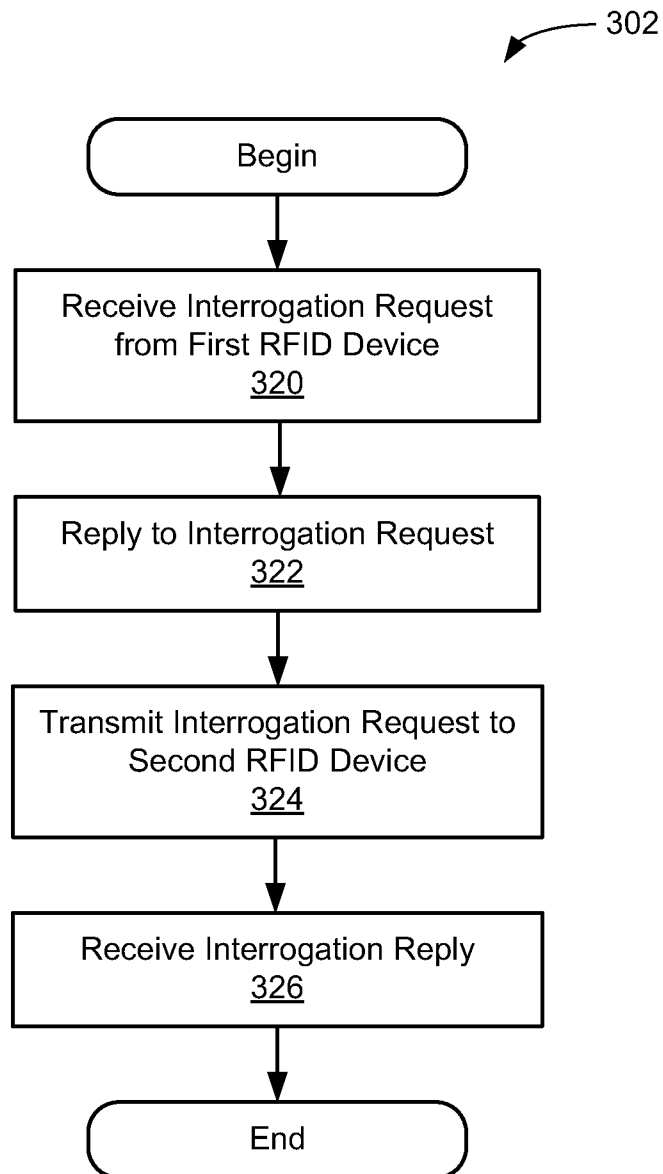 302
Begin
Receive Interrogation Request
from First RFID Device
320
Reply to Interrogation Request
322
Transmit Interrogation Request to
Second RFID Device
324
Receive Interrogation Reply
326
End